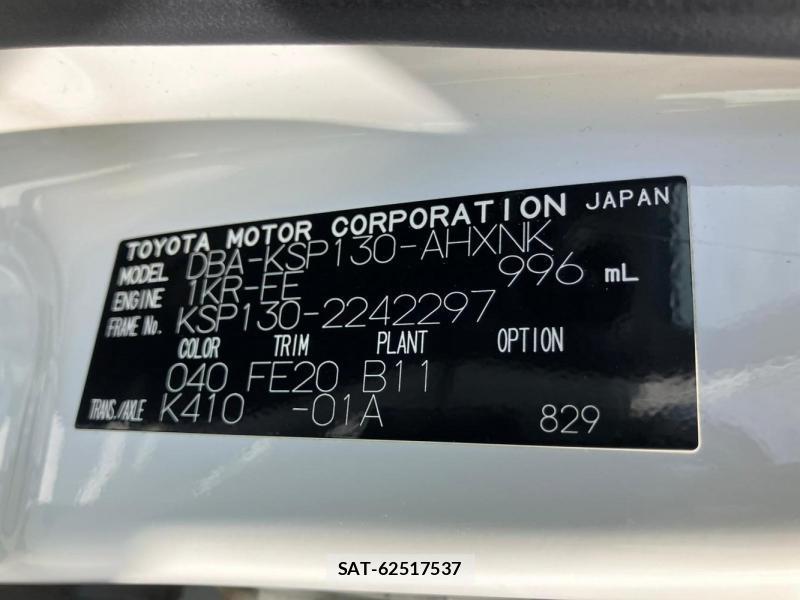 TOYOTA MOTOR CORPORATION JAPAN
MODEL DBA-KSP130-AHXNK
ENGINE 1KR-FE 996 mL
FRAME No. KSP130-2242297
COLOR TRIM PLANT OPTION
040 FE20 B11
TRANS./AXLE K410 -01A 829
SAT-62517537